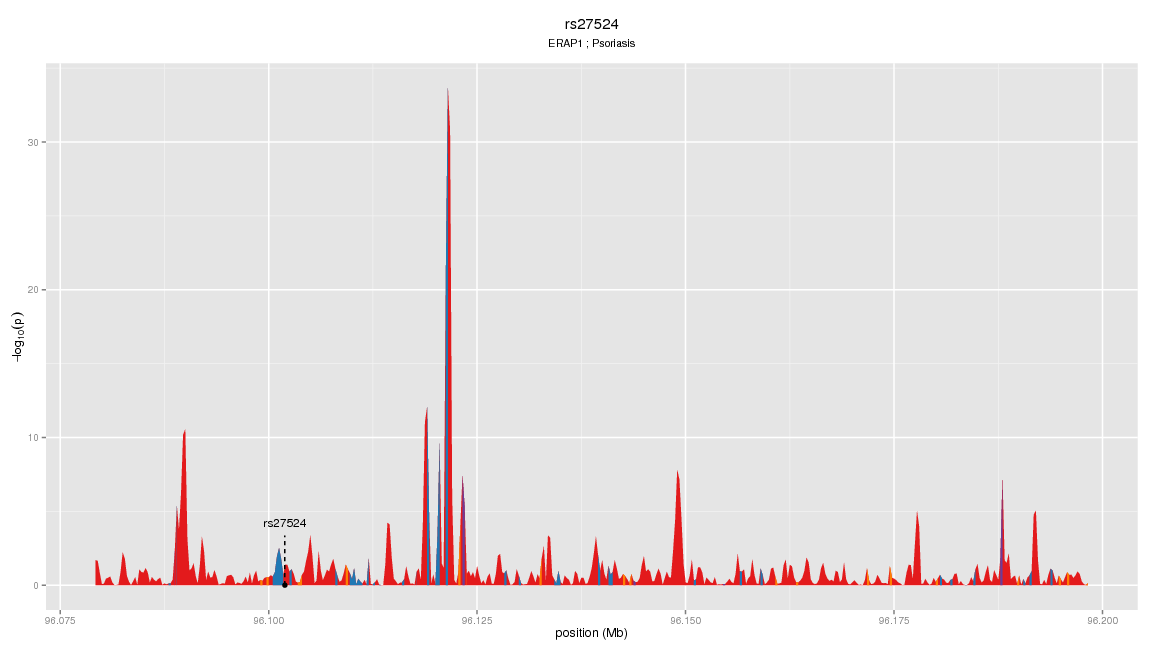 rs27524
ERAP1 ; Psoriasis
30
20
10
0
rs27524
−log10(p)
96.075 96.100 96.125 96.150 96.175 96.200
position (Mb)